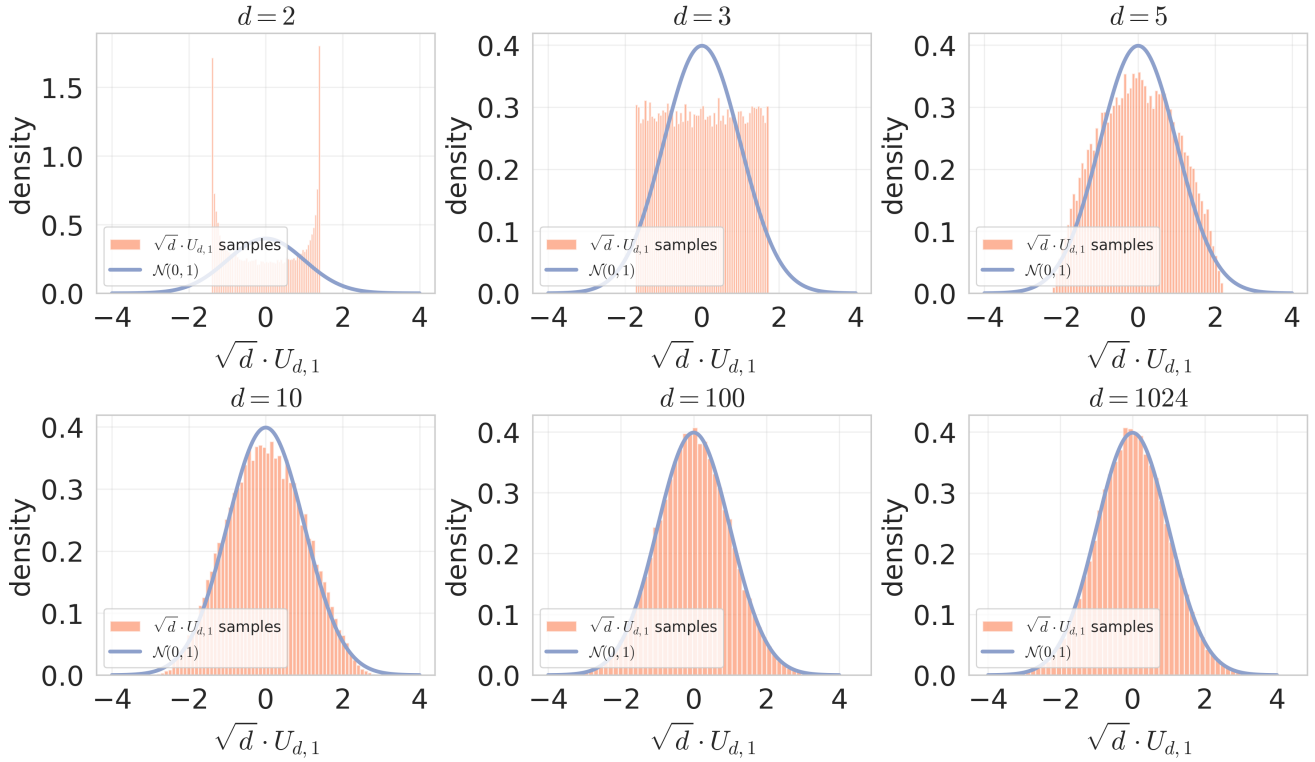 d = 2
d = 3
d = 5
density
1.5
1.0
0.5
0.0
√d · U_{d,1} samples
N(0, 1)
−4 −2 0 2 4
√d · U_{d,1}
density
0.4
0.3
0.2
0.1
0.0
√d · U_{d,1} samples
N(0, 1)
−4 −2 0 2 4
√d · U_{d,1}
density
0.4
0.3
0.2
0.1
0.0
√d · U_{d,1} samples
N(0, 1)
−4 −2 0 2 4
√d · U_{d,1}
d = 10
d = 100
d = 1024
density
0.4
0.3
0.2
0.1
0.0
√d · U_{d,1} samples
N(0, 1)
−4 −2 0 2 4
√d · U_{d,1}
density
0.4
0.3
0.2
0.1
0.0
√d · U_{d,1} samples
N(0, 1)
−4 −2 0 2 4
√d · U_{d,1}
density
0.4
0.3
0.2
0.1
0.0
√d · U_{d,1} samples
N(0, 1)
−4 −2 0 2 4
√d · U_{d,1}